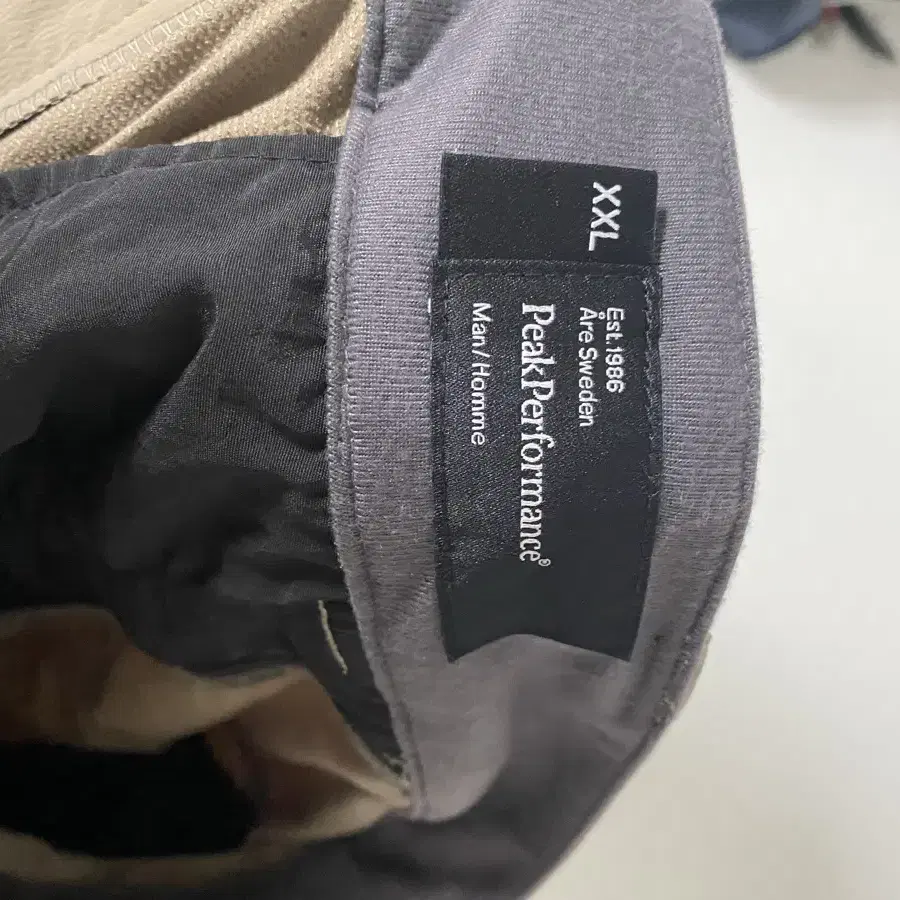 XXL
Est.1986
Åre Sweden
PeakPerformance®
Man/Homme